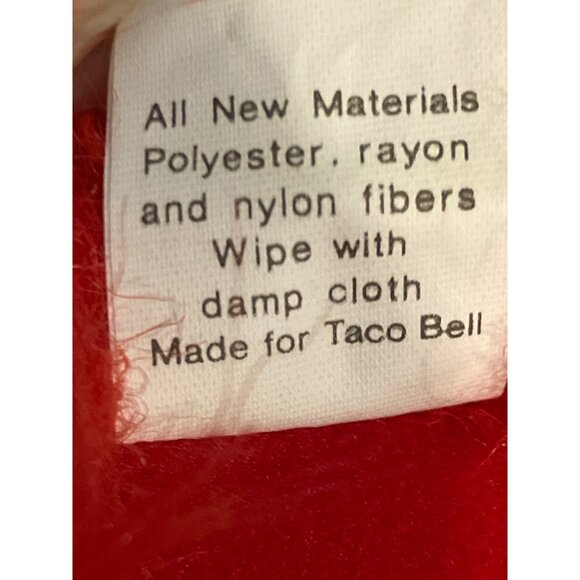 All New Materials
Polyester, rayon
and nylon fibers
Wipe with
damp cloth
Made for Taco Bell